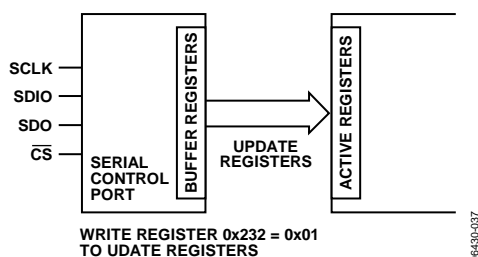 SCLK
SDIO
SDO
CS
SERIAL
CONTROL
PORT
BUFFER REGISTERS
UPDATE
REGISTERS
ACTIVE REGISTERS
WRITE REGISTER 0x232 = 0x01
TO UDATE REGISTERS
06430-037